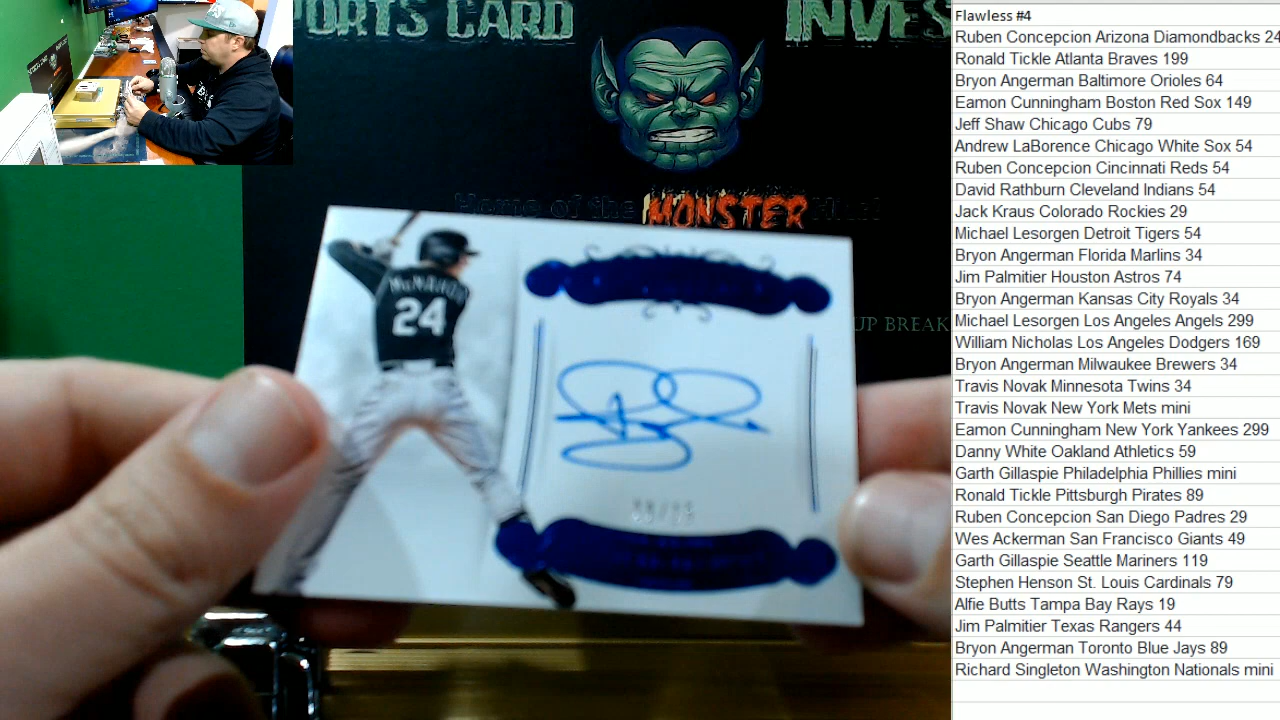 PORTS CARD INVES
Home of the MONSTER
UP BREAK
McMAHON
24
Flawless #4
Ruben Concepcion Arizona Diamondbacks 24
Ronald Tickle Atlanta Braves 199
Bryon Angerman Baltimore Orioles 64
Eamon Cunningham Boston Red Sox 149
Jeff Shaw Chicago Cubs 79
Andrew LaBorence Chicago White Sox 54
Ruben Concepcion Cincinnati Reds 54
David Rathburn Cleveland Indians 54
Jack Kraus Colorado Rockies 29
Michael Lesorgen Detroit Tigers 54
Bryon Angerman Florida Marlins 34
Jim Palmitier Houston Astros 74
Bryon Angerman Kansas City Royals 34
Michael Lesorgen Los Angeles Angels 299
William Nicholas Los Angeles Dodgers 169
Bryon Angerman Milwaukee Brewers 34
Travis Novak Minnesota Twins 34
Travis Novak New York Mets mini
Eamon Cunningham New York Yankees 299
Danny White Oakland Athletics 59
Garth Gillaspie Philadelphia Phillies mini
Ronald Tickle Pittsburgh Pirates 89
Ruben Concepcion San Diego Padres 29
Wes Ackerman San Francisco Giants 49
Garth Gillaspie Seattle Mariners 119
Stephen Henson St. Louis Cardinals 79
Alfie Butts Tampa Bay Rays 19
Jim Palmitier Texas Rangers 44
Bryon Angerman Toronto Blue Jays 89
Richard Singleton Washington Nationals mini